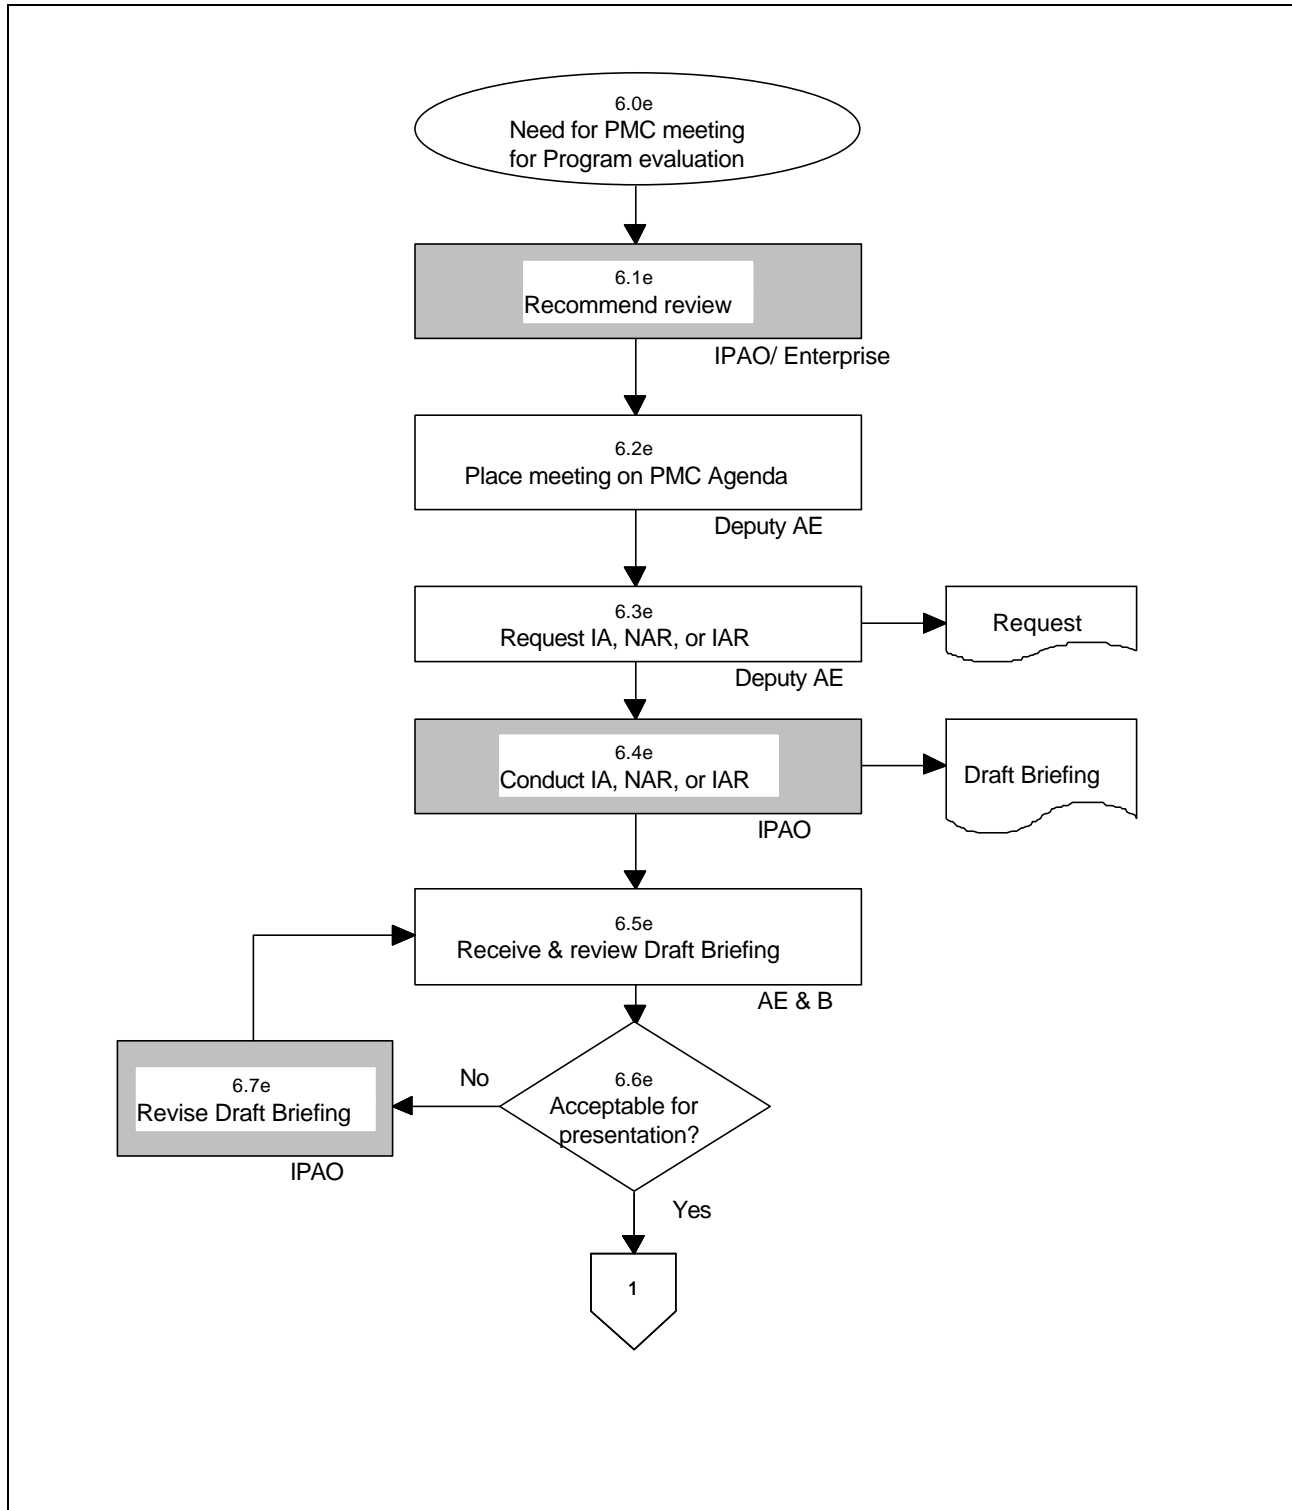 6.0e
Need for PMC meeting
for Program evaluation
6.1e
Recommend review
IPAO/ Enterprise
6.2e
Place meeting on PMC Agenda
Deputy AE
6.3e
Request IA, NAR, or IAR
Request
Deputy AE
6.4e
Conduct IA, NAR, or IAR
Draft Briefing
IPAO
6.5e
Receive & review Draft Briefing
AE & B
6.6e
Acceptable for
presentation?
No
6.7e
Revise Draft Briefing
IPAO
Yes
1